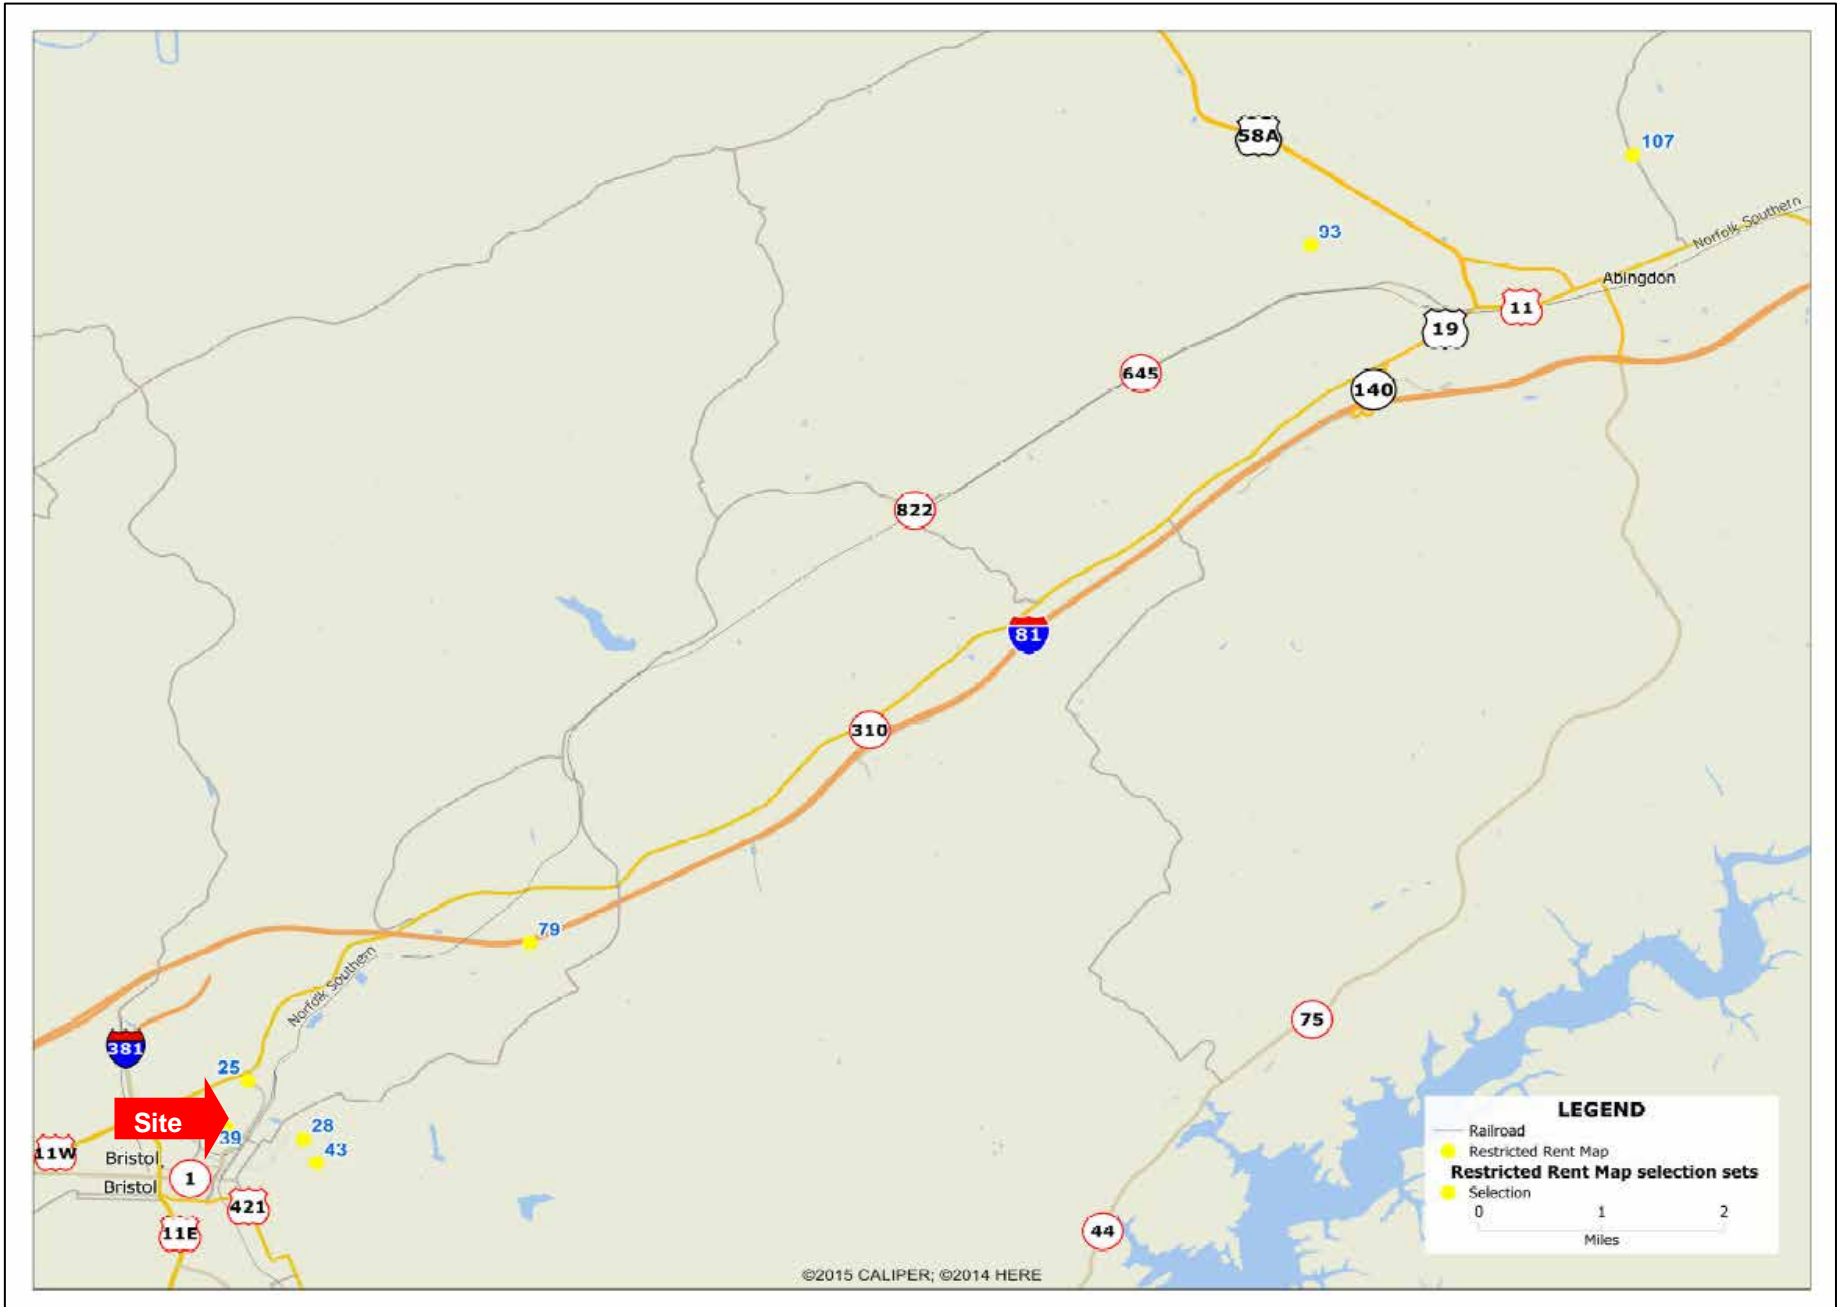 58A
107
93
Norfolk Southern
Abingdon
11
19
645
140
822
81
310
79
Norfolk Southern
75
381
25
Site
39
28
43
11W
Bristol
1
Bristol
421
11E
44
LEGEND
Railroad
Restricted Rent Map
Restricted Rent Map selection sets
Selection
0 1 2
Miles
©2015 CALIPER; ©2014 HERE